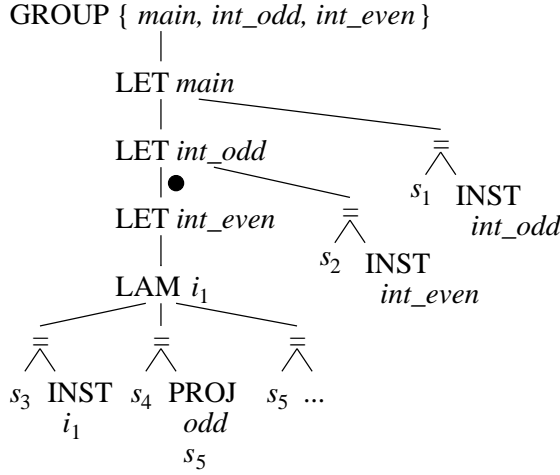 GROUP { main, int_odd, int_even }
LET main
LET int_odd
=
s₁ INST
int_odd
LET int_even
=
s₂ INST
int_even
LAM i₁
= = =
s₃ INST s₄ PROJ s₅ ...
i₁ odd
s₅